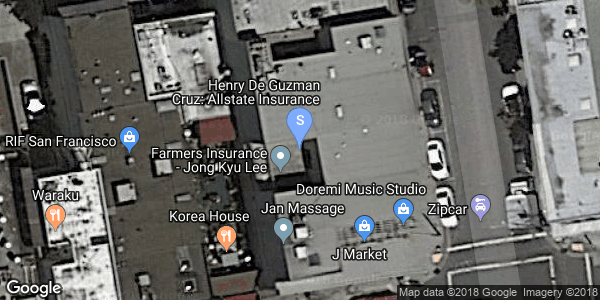 Henry De Guzman
Cruz: Allstate Insurance
S
RIF San Francisco
Farmers Insurance
- Jong Kyu Lee
Doremi Music Studio
Waraku
Korea House
Jan Massage
Zipcar
J Market
Google
Map data ©2018 Google Imagery ©2018